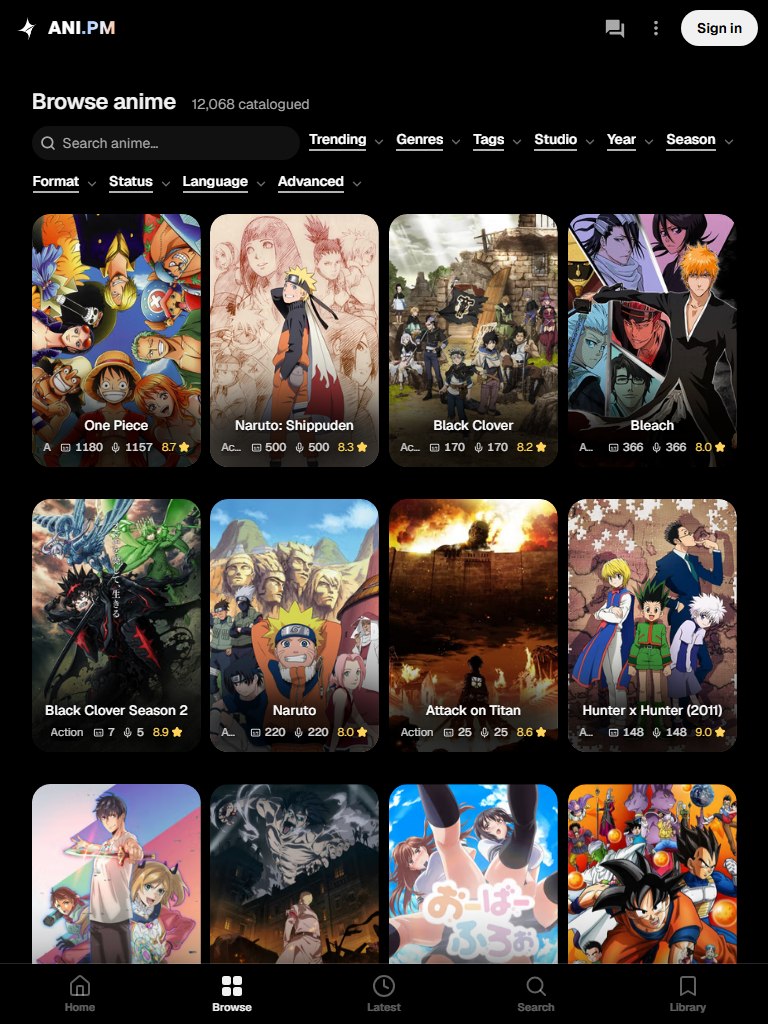 ANI.PM
Sign in
Browse anime 12,068 catalogued
Search anime...
Trending Genres Tags Studio Year Season
Format Status Language Advanced
One Piece
A 1180 1157 8.7
Naruto: Shippuden
Ac... 500 500 8.3
Black Clover
Ac... 170 170 8.2
Bleach
A... 366 366 8.0
Black Clover Season 2
Action 7 5 8.9
Naruto
A... 220 220 8.0
Attack on Titan
Action 25 25 8.6
Hunter x Hunter (2011)
A... 148 148 9.0
おーばー
ふろお
Home Browse Latest Search Library